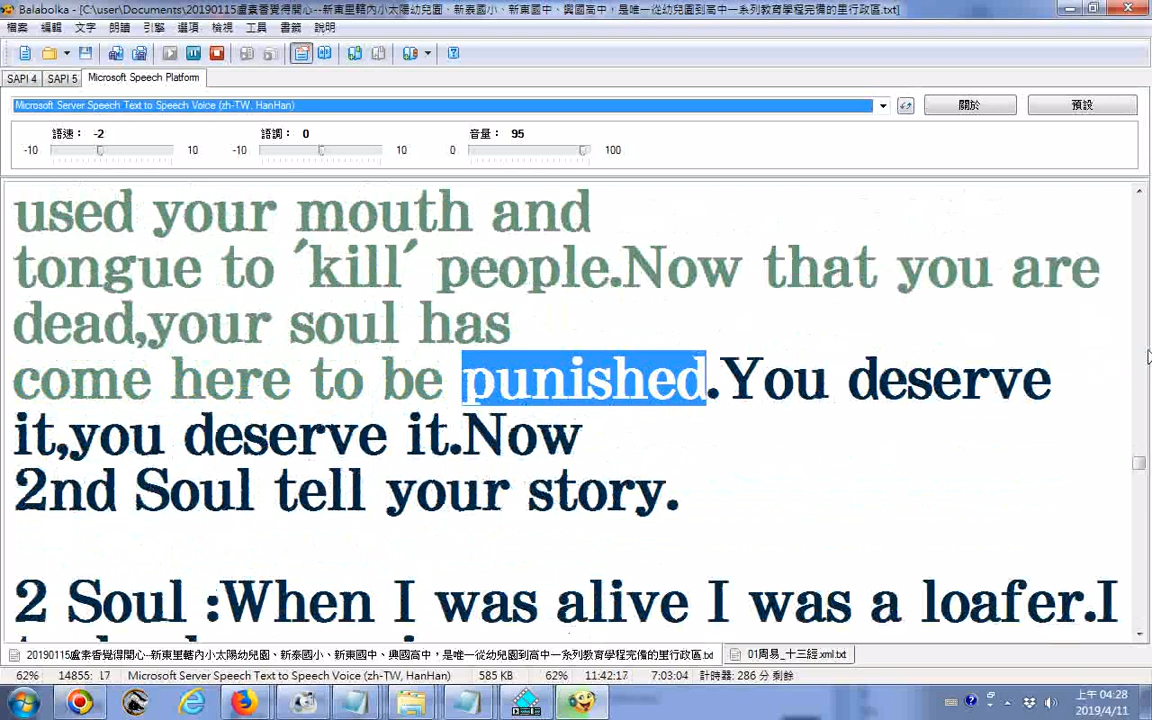 Balabolka - [C:\user\Documents\20190115盧素香覺得開心--新東里轄內小太陽幼兒園、新泰國小、新東國中、興國高中，是唯一從幼兒園到高中一系列教育學程完備的里行政區.txt]
檔案 編輯 文字 朗讀 引擎 選項 檢視 工具 書籤 說明
SAPI 4 SAPI 5 Microsoft Speech Platform
Microsoft Server Speech Text to Speech Voice (zh-TW, HanHan) 關於 預設
語速： -2 語調： 0 音量： 95
-10 10 -10 10 0 100
used your mouth and
tongue to ´kill´ people.Now that you are
dead,your soul has
come here to be punished.You deserve
it,you deserve it.Now
2nd Soul tell your story.
2 Soul :When I was alive I was a loafer.I
20190115盧素香覺得開心--新東里轄內小太陽幼兒園、新泰國小、新東國中、興國高中，是唯一從幼兒園到高中一系列教育學程完備的里行政區.txt 01周易_十三經.xml.txt
62% 14855: 17 Microsoft Server Speech Text to Speech Voice (zh-TW, HanHan) 585 KB 62% 11:42:17 7:03:04 計時器: 286 分 剩餘
上午 04:28
2019/4/11